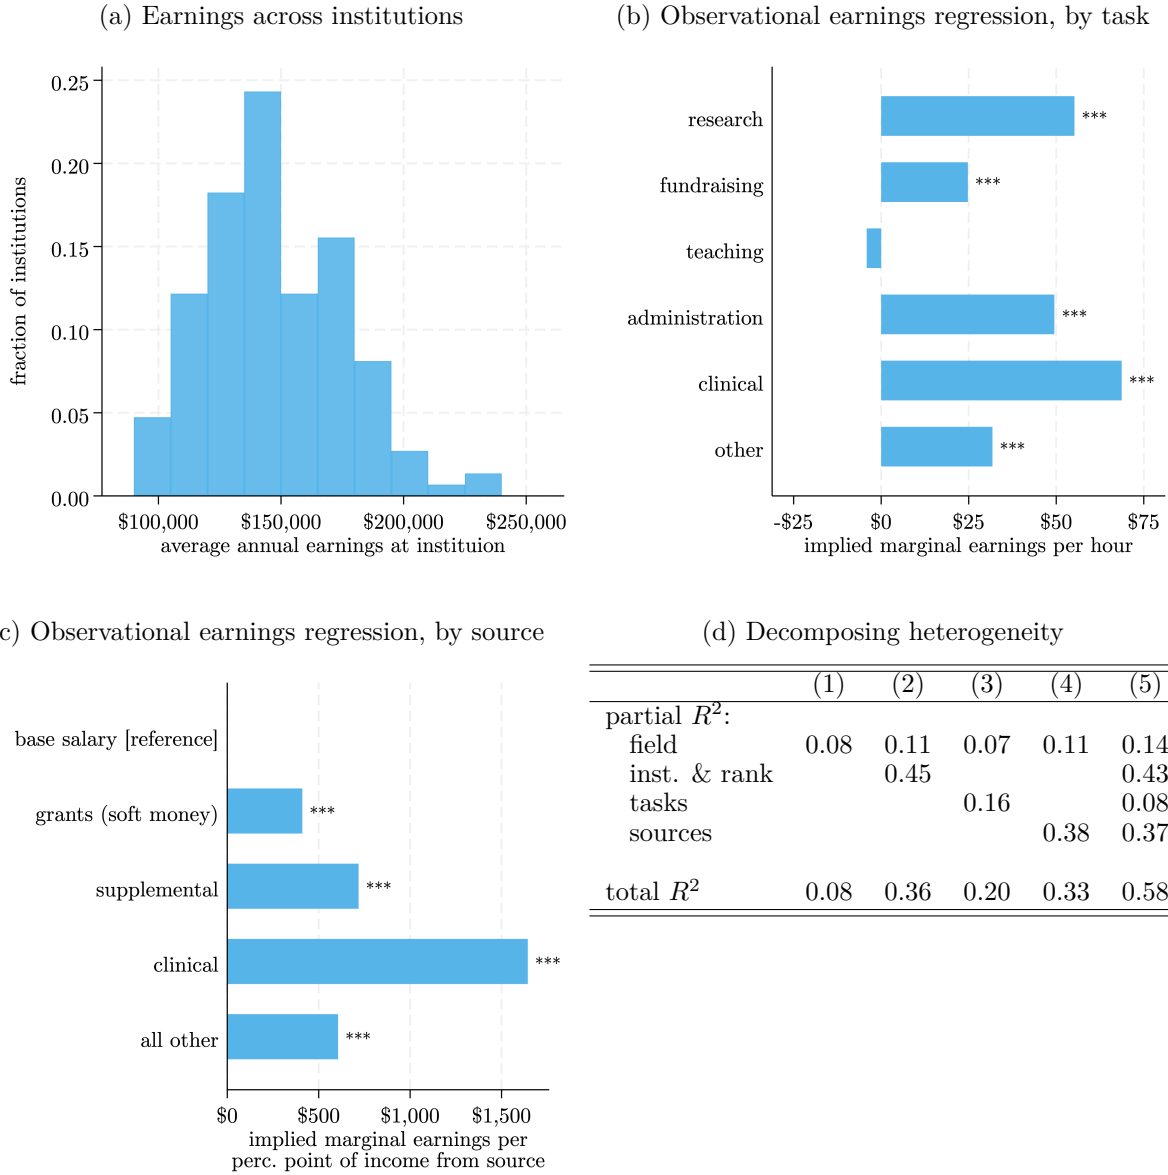 (a) Earnings across institutions
0.25
0.20
0.15
0.10
0.05
0.00
fraction of institutions
$100,000 $150,000 $200,000 $250,000
average annual earnings at instituion
(b) Observational earnings regression, by task
research ***
fundraising ***
teaching
administration ***
clinical ***
other ***
-$25 $0 $25 $50 $75
implied marginal earnings per hour
c) Observational earnings regression, by source
base salary [reference]
grants (soft money) ***
supplemental ***
clinical ***
all other ***
$0 $500 $1,000 $1,500
implied marginal earnings per
perc. point of income from source
(d) Decomposing heterogeneity
(1) (2) (3) (4) (5)
partial R²:
field 0.08 0.11 0.07 0.11 0.14
inst. & rank 0.45 0.43
tasks 0.16 0.08
sources 0.38 0.37
total R² 0.08 0.36 0.20 0.33 0.58